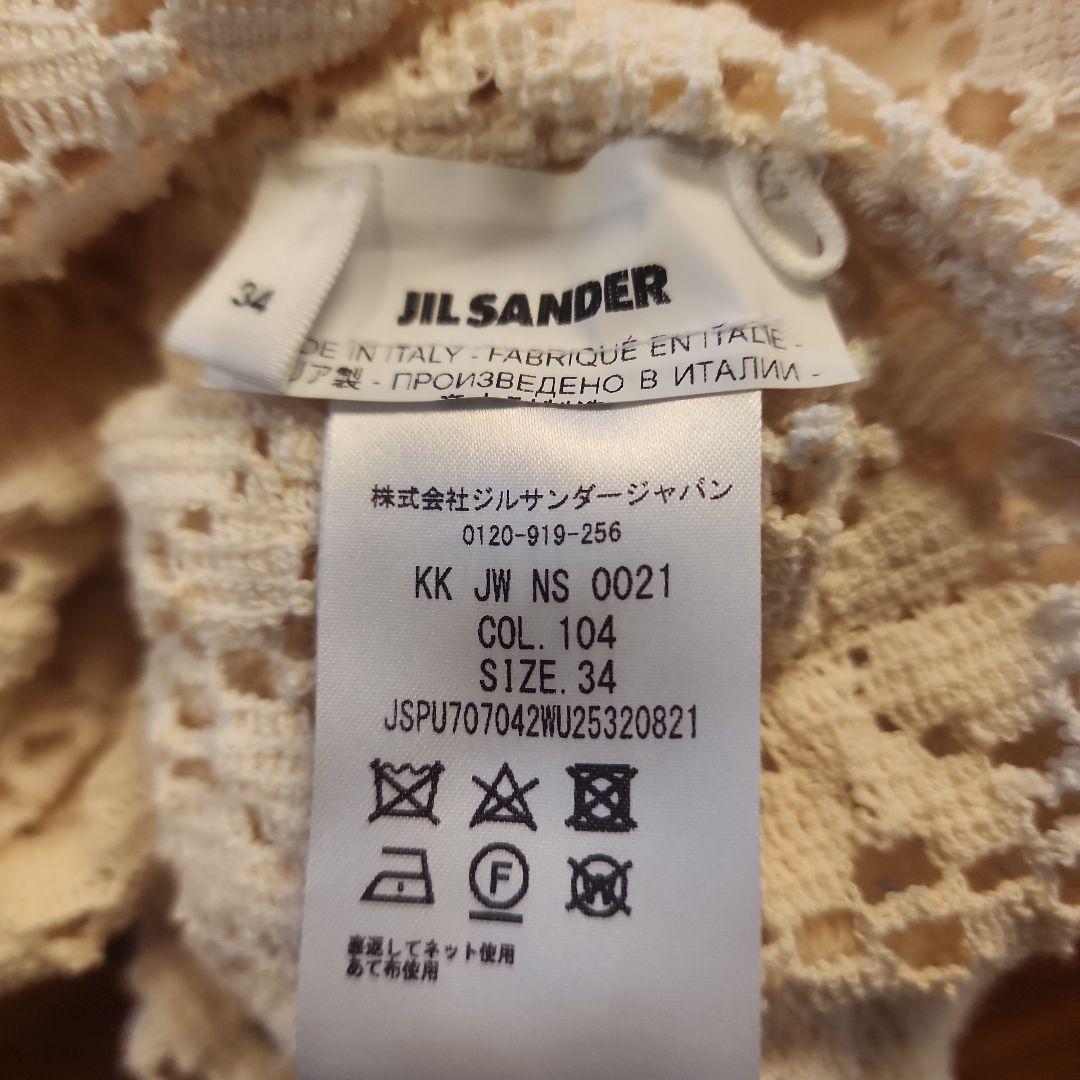 34
JIL SANDER
DE IN ITALY - FABRIQUÉ EN ITALIE -
リア製 - ПРОИЗВЕДЕНО В ИТАЛИИ -
株式会社ジルサンダージャパン
0120-919-256
KK JW NS 0021
COL. 104
SIZE. 34
JSPU707042WU25320821
F
W
裏返してネット使用
あて布使用